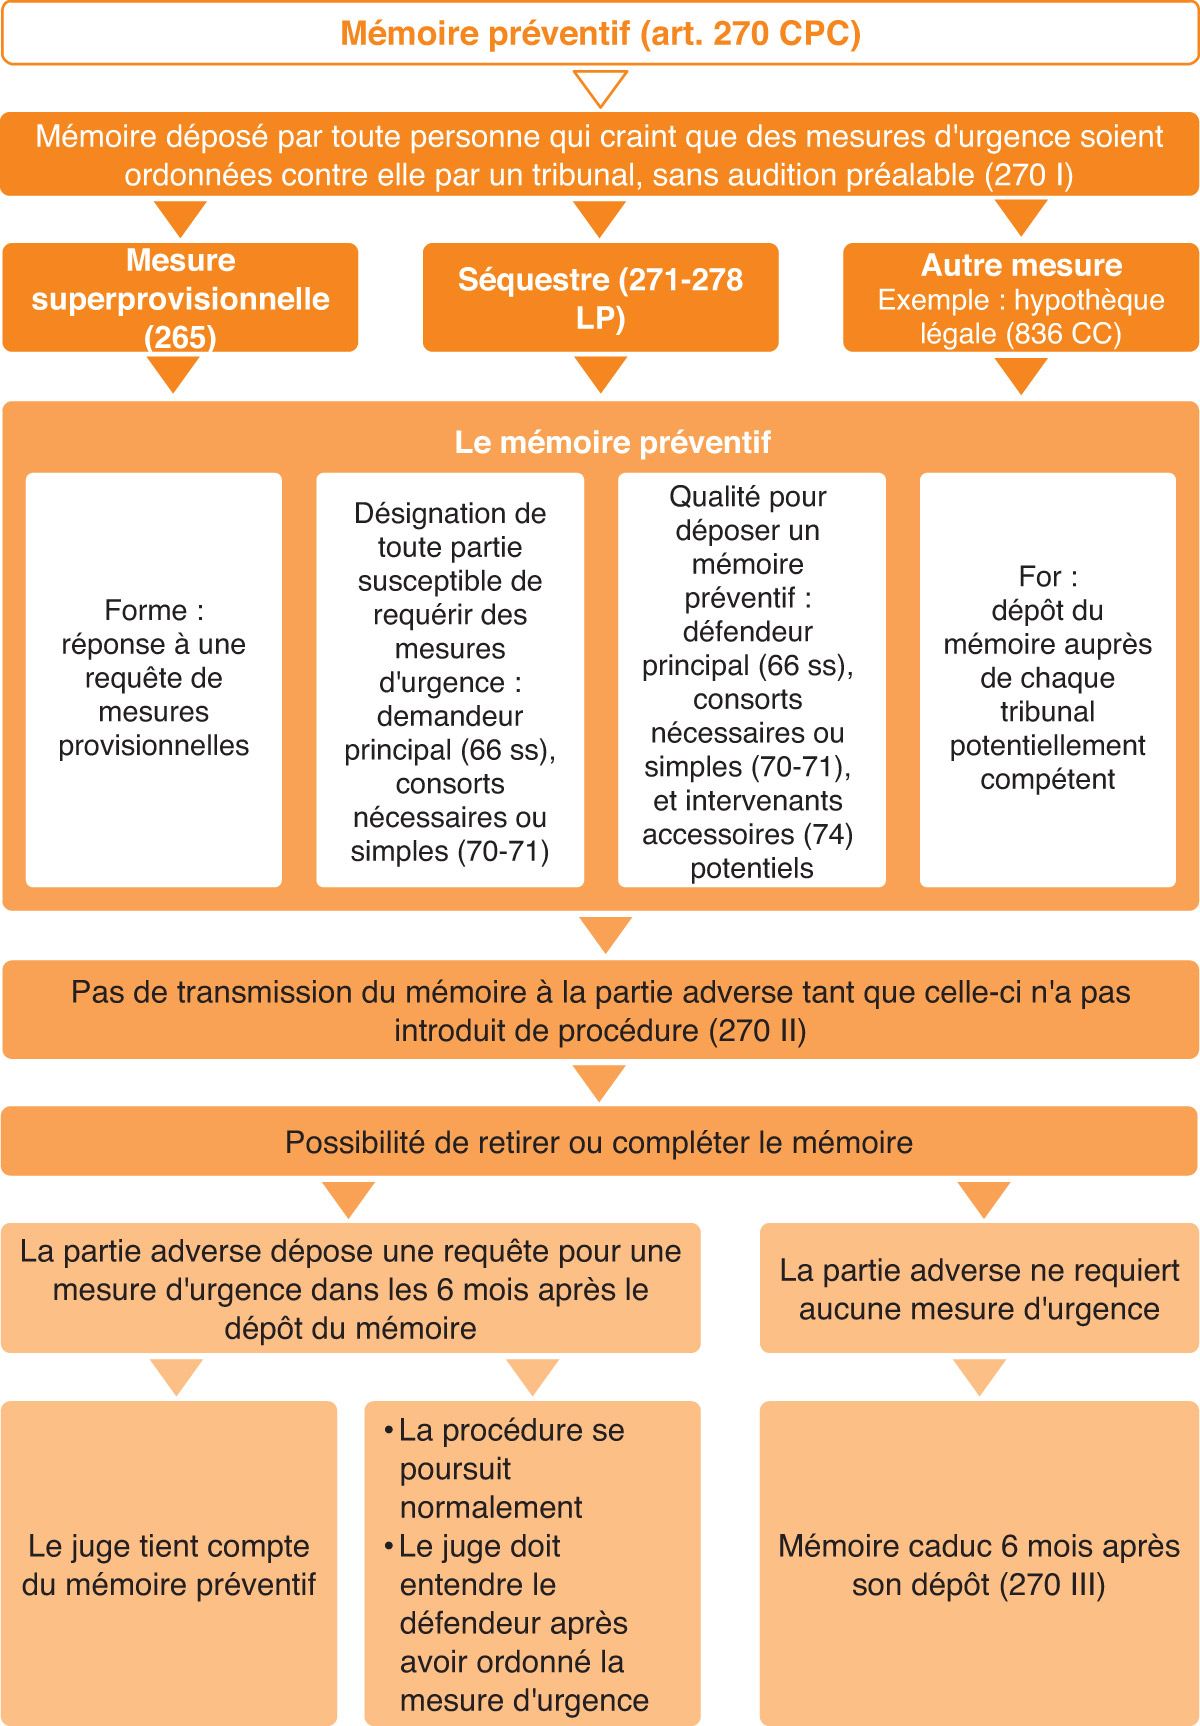 Mémoire préventif (art. 270 CPC)
Mémoire déposé par toute personne qui craint que des mesures d'urgence soient
ordonnées contre elle par un tribunal, sans audition préalable (270 I)
Mesure
superprovisionnelle
(265)
Séquestre (271-278
LP)
Autre mesure
Exemple : hypothèque
légale (836 CC)
Le mémoire préventif
Forme :
réponse à une
requête de
mesures
provisionnelles
Désignation de
toute partie
susceptible de
requérir des
mesures
d'urgence :
demandeur
principal (66 ss),
consorts
nécessaires ou
simples (70-71)
Qualité pour
déposer un
mémoire
préventif :
défendeur
principal (66 ss),
consorts
nécessaires ou
simples (70-71),
et intervenants
accessoires (74)
potentiels
For :
dépôt du
mémoire auprès
de chaque
tribunal
potentiellement
compétent
Pas de transmission du mémoire à la partie adverse tant que celle-ci n'a pas
introduit de procédure (270 II)
Possibilité de retirer ou compléter le mémoire
La partie adverse dépose une requête pour une
mesure d'urgence dans les 6 mois après le
dépôt du mémoire
La partie adverse ne requiert
aucune mesure d'urgence
Le juge tient compte
du mémoire préventif
• La procédure se
poursuit
normalement
• Le juge doit
entendre le
défendeur après
avoir ordonné la
mesure d'urgence
Mémoire caduc 6 mois après
son dépôt (270 III)